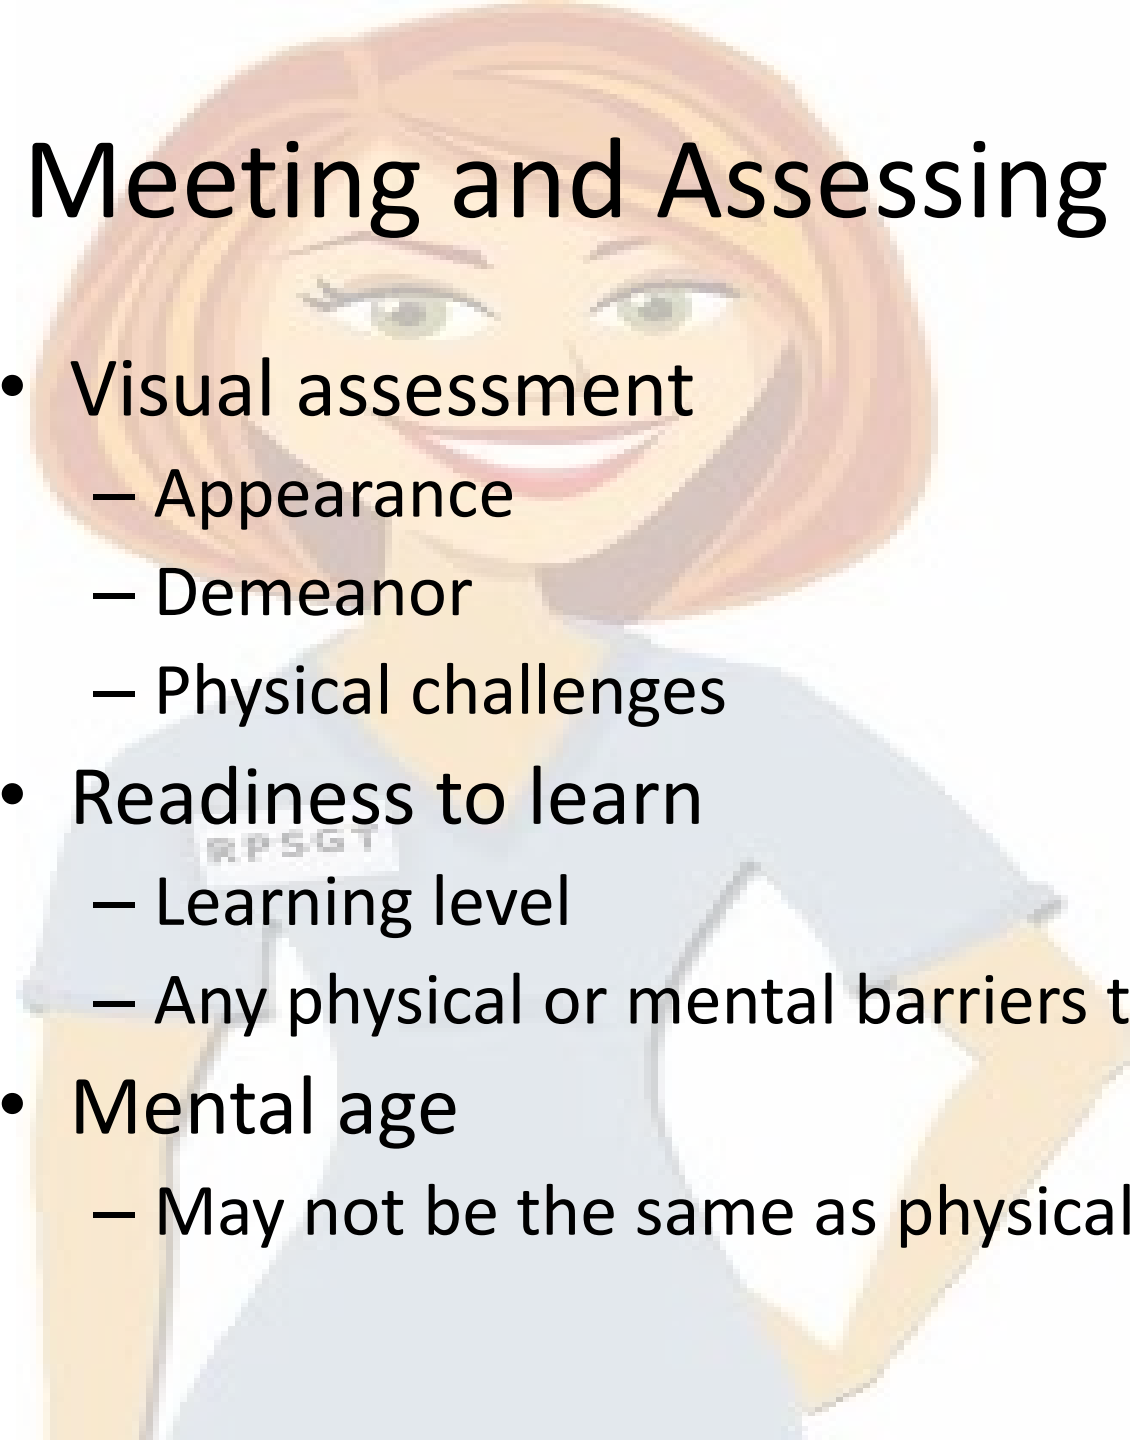 Meeting and Assessing
• Visual assessment
– Appearance
– Demeanor
– Physical challenges
• Readiness to learn
RPSGT
– Learning level
– Any physical or mental barriers t
• Mental age
– May not be the same as physical